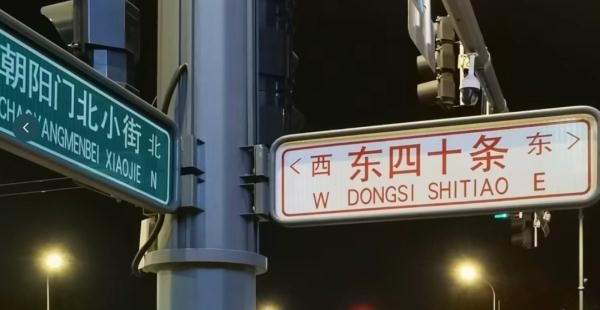 朝阳门北小街 北
CHAOYANGMENBEI XIAOJIE N
< 西 东四十条 东 >
W DONGSI SHITIAO E